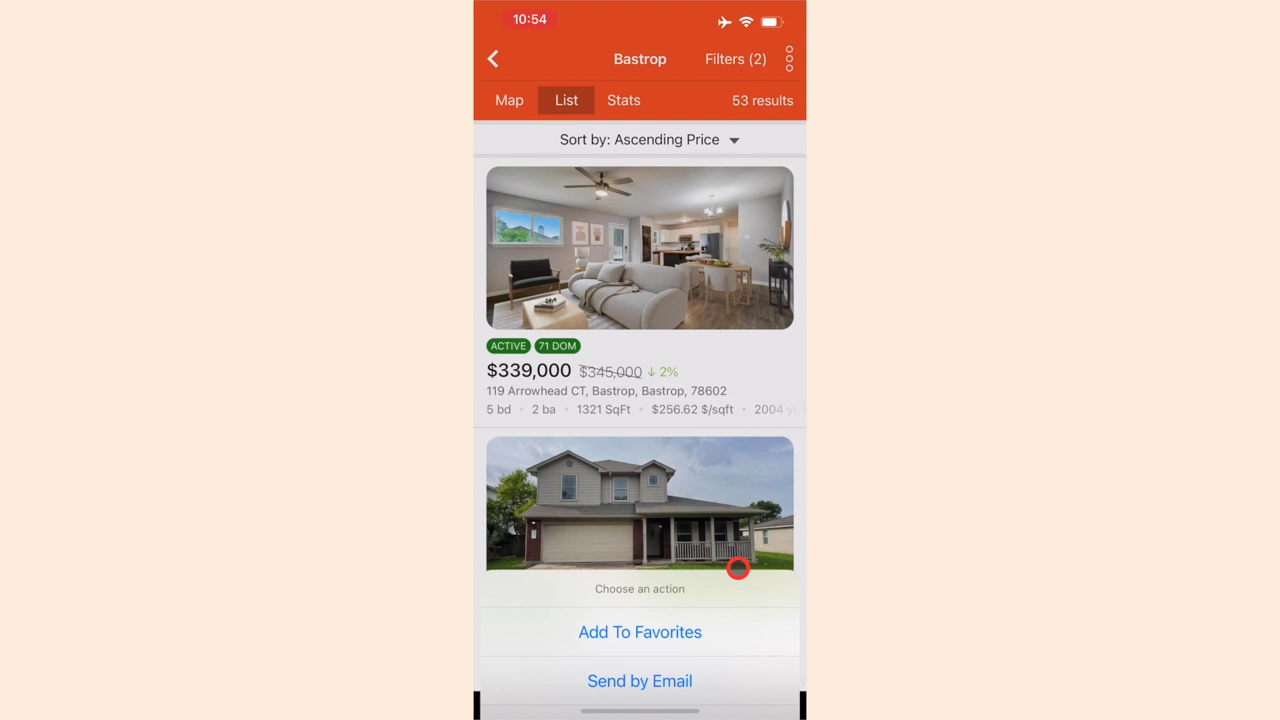 10:54
Bastrop
Filters (2)
Map
List
Stats
53 results
Sort by: Ascending Price
ACTIVE
71 DOM
$339,000 $345,000 ↓ 2%
119 Arrowhead CT, Bastrop, Bastrop, 78602
5 bd • 2 ba • 1321 SqFt • $256.62 $/sqft • 2004 yr.
Choose an action
Add To Favorites
Send by Email